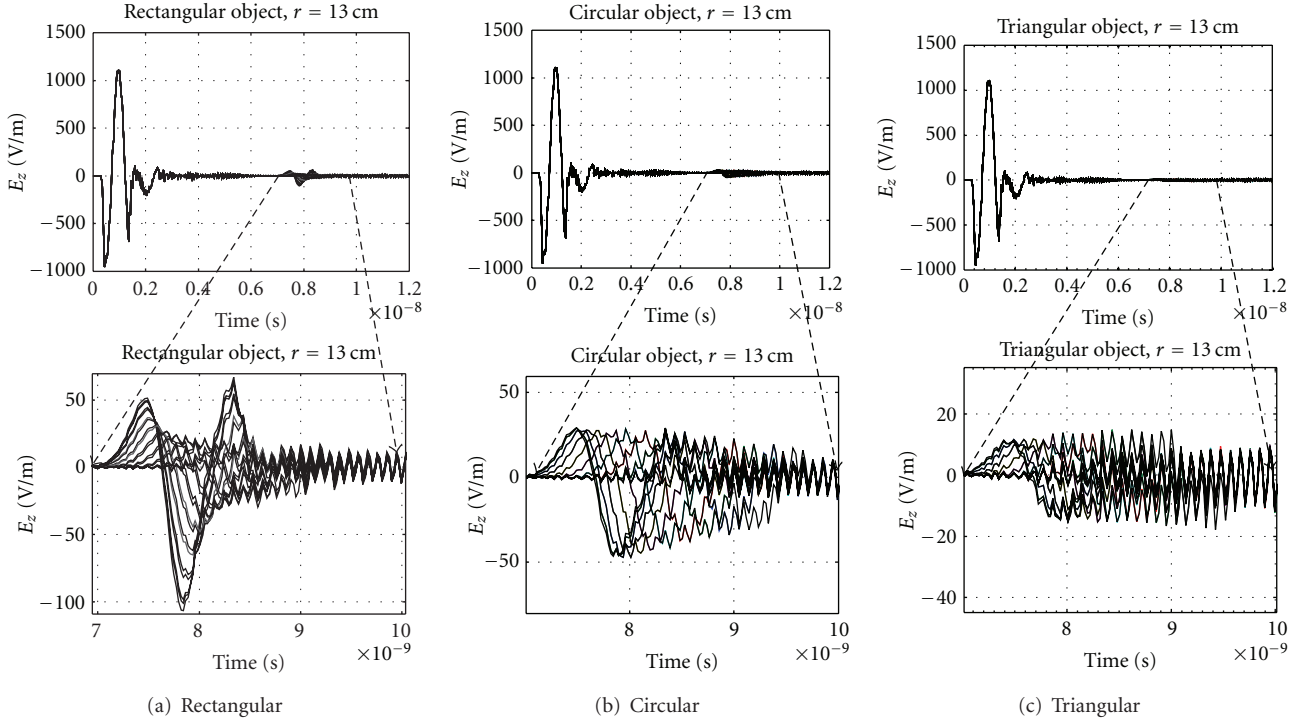 Rectangular object, r = 13 cm
1500
1000
500
0
−500
−1000
E_z (V/m)
0 0.2 0.4 0.6 0.8 1 1.2
×10−8
Time (s)
Circular object, r = 13 cm
1500
1000
500
0
−500
−1000
E_z (V/m)
0 0.2 0.4 0.6 0.8 1 1.2
×10−8
Time (s)
Triangular object, r = 13 cm
1500
1000
500
0
−500
−1000
E_z (V/m)
0 0.2 0.4 0.6 0.8 1 1.2
×10−8
Time (s)
Rectangular object, r = 13 cm
50
0
−50
−100
E_z (V/m)
7 8 9 10
×10−9
Time (s)
(a) Rectangular
Circular object, r = 13 cm
50
0
−50
E_z (V/m)
8 9 10
×10−9
Time (s)
(b) Circular
Triangular object, r = 13 cm
20
0
−20
−40
E_z (V/m)
8 9 10
×10−9
Time (s)
(c) Triangular